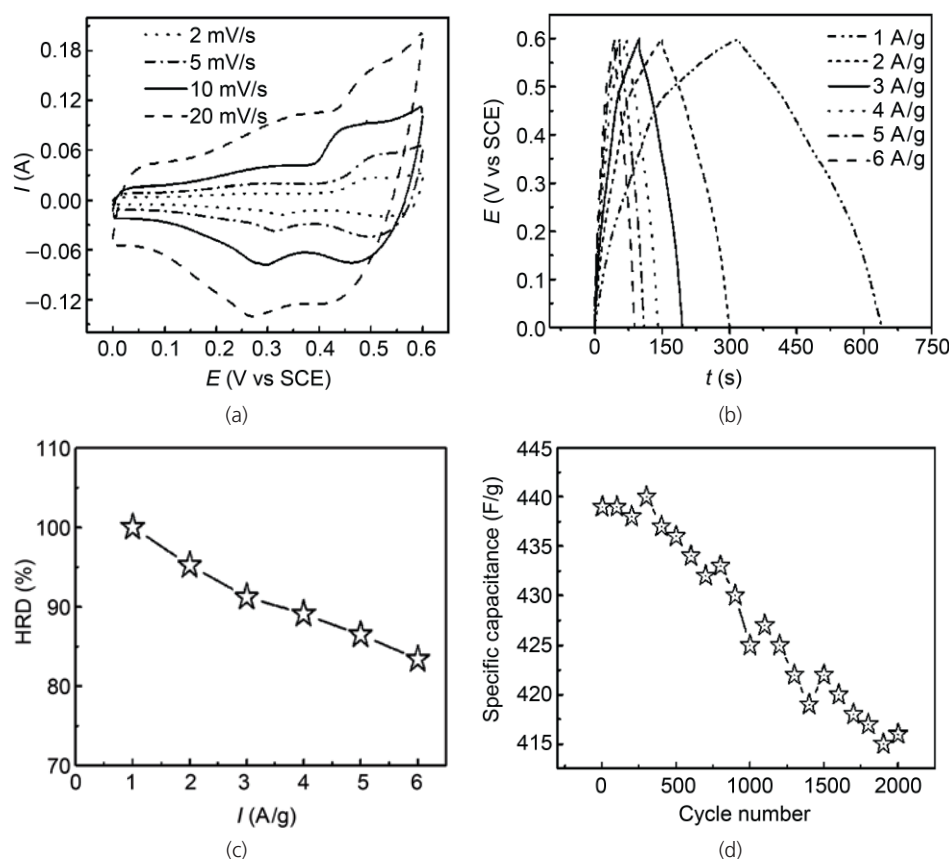 2 mV/s
5 mV/s
10 mV/s
20 mV/s
0.18
0.12
0.06
0.00
−0.06
−0.12
I (A)
0.0 0.1 0.2 0.3 0.4 0.5 0.6
E (V vs SCE)
(a)
1 A/g
2 A/g
3 A/g
4 A/g
5 A/g
6 A/g
0.6
0.5
0.4
0.3
0.2
0.1
0.0
E (V vs SCE)
0 150 300 450 600 750
t (s)
(b)
110
100
90
80
70
HRD (%)
0 1 2 3 4 5 6
I (A/g)
(c)
445
440
435
430
425
420
415
Specific capacitance (F/g)
0 500 1000 1500 2000
Cycle number
(d)